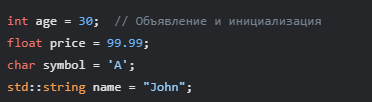 int age = 30;  // Объявление и инициализация
float price = 99.99;
char symbol = 'A';
std::string name = "John";